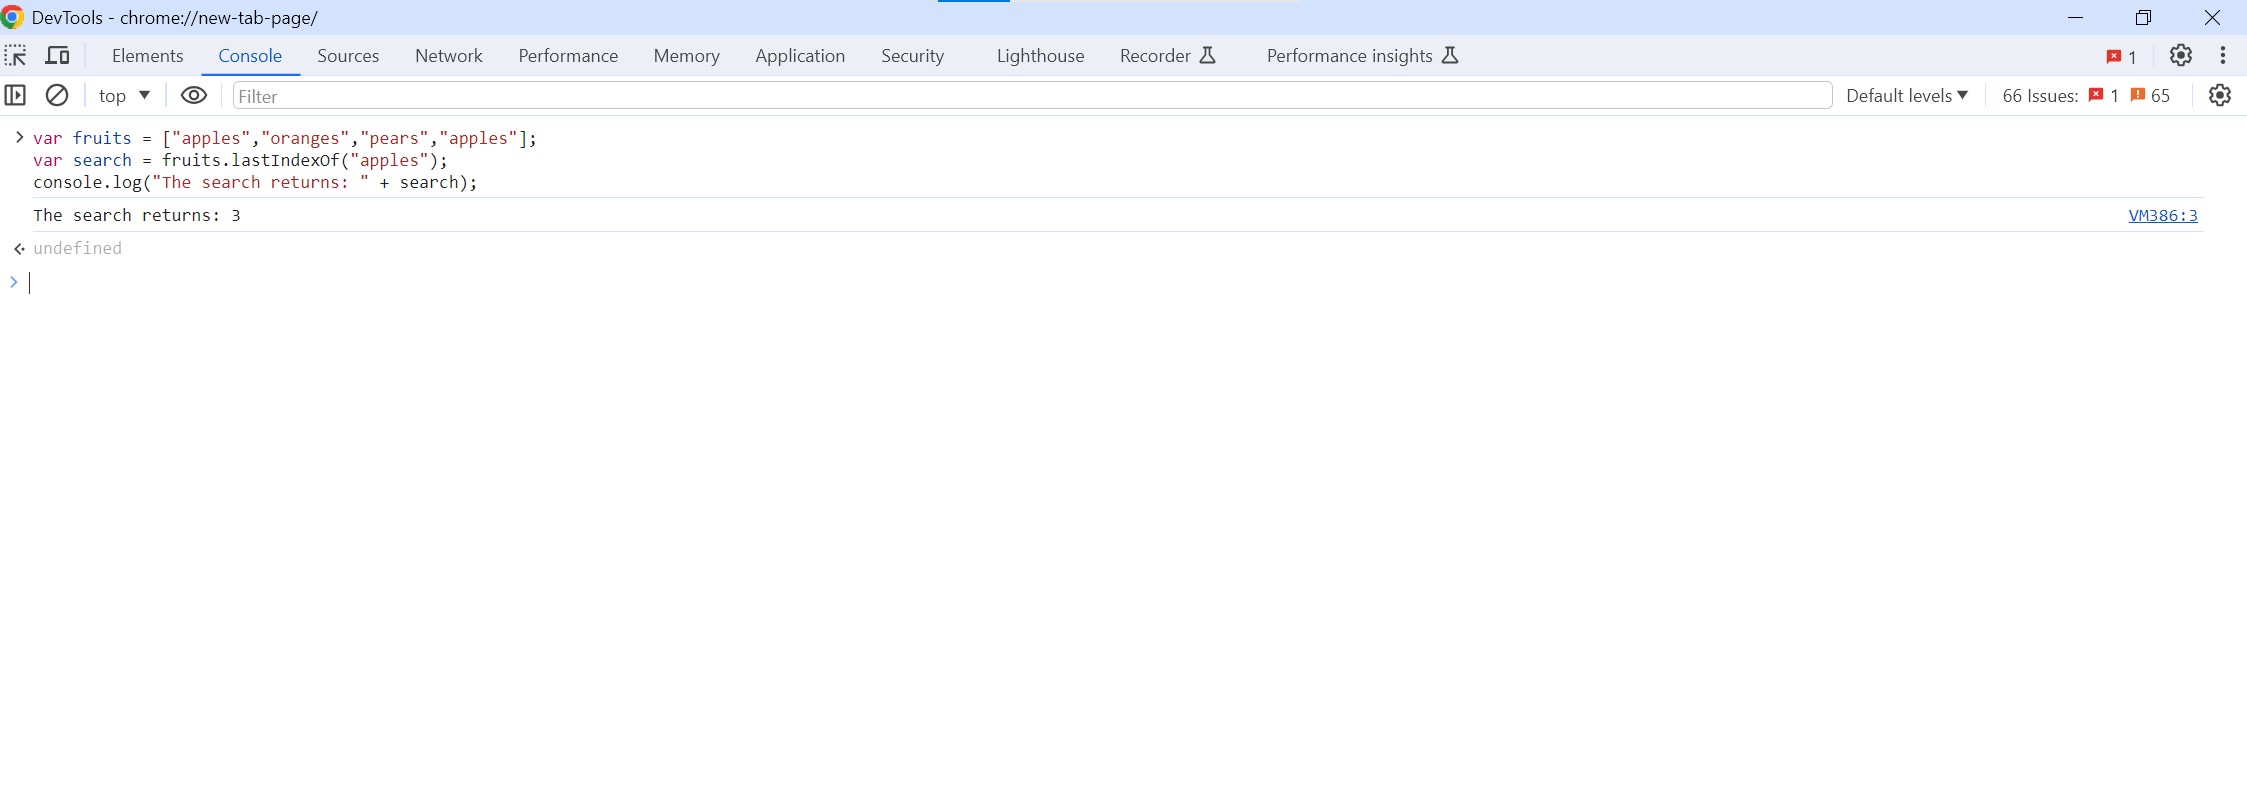 DevTools - chrome://new-tab-page/
Elements Console Sources Network Performance Memory Application Security Lighthouse Recorder Performance insights 1
top Filter Default levels 66 Issues: 1 65
var fruits = ["apples","oranges","pears","apples"];
var search = fruits.lastIndexOf("apples");
console.log("The search returns: " + search);
The search returns: 3 VM386:3
undefined